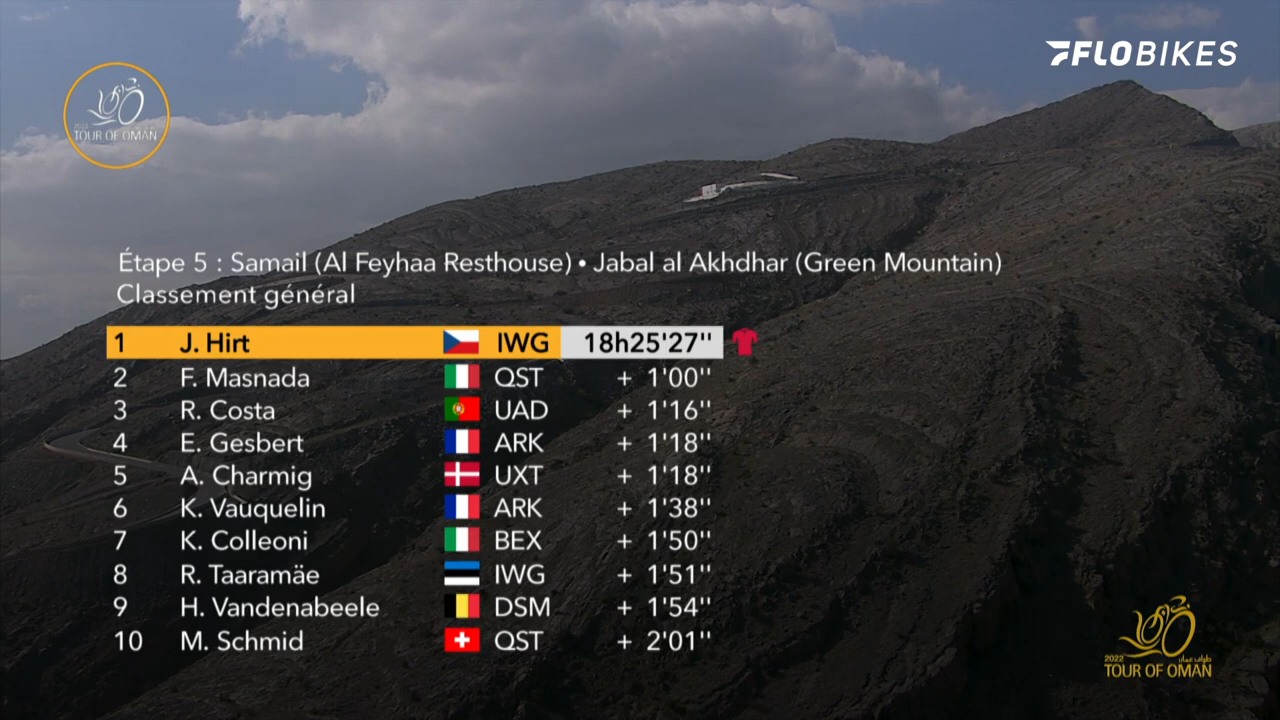 FLOBIKES
2022
TOUR OF OMAN
Étape 5 : Samail (Al Feyhaa Resthouse) • Jabal al Akhdhar (Green Mountain)
Classement général
1 J. Hirt IWG 18h25'27''
2 F. Masnada QST + 1'00''
3 R. Costa UAD + 1'16''
4 E. Gesbert ARK + 1'18''
5 A. Charmig UXT + 1'18''
6 K. Vauquelin ARK + 1'38''
7 K. Colleoni BEX + 1'50''
8 R. Taaramäe IWG + 1'51''
9 H. Vandenabeele DSM + 1'54''
10 M. Schmid QST + 2'01''
2022 طواف عمان
TOUR OF OMAN